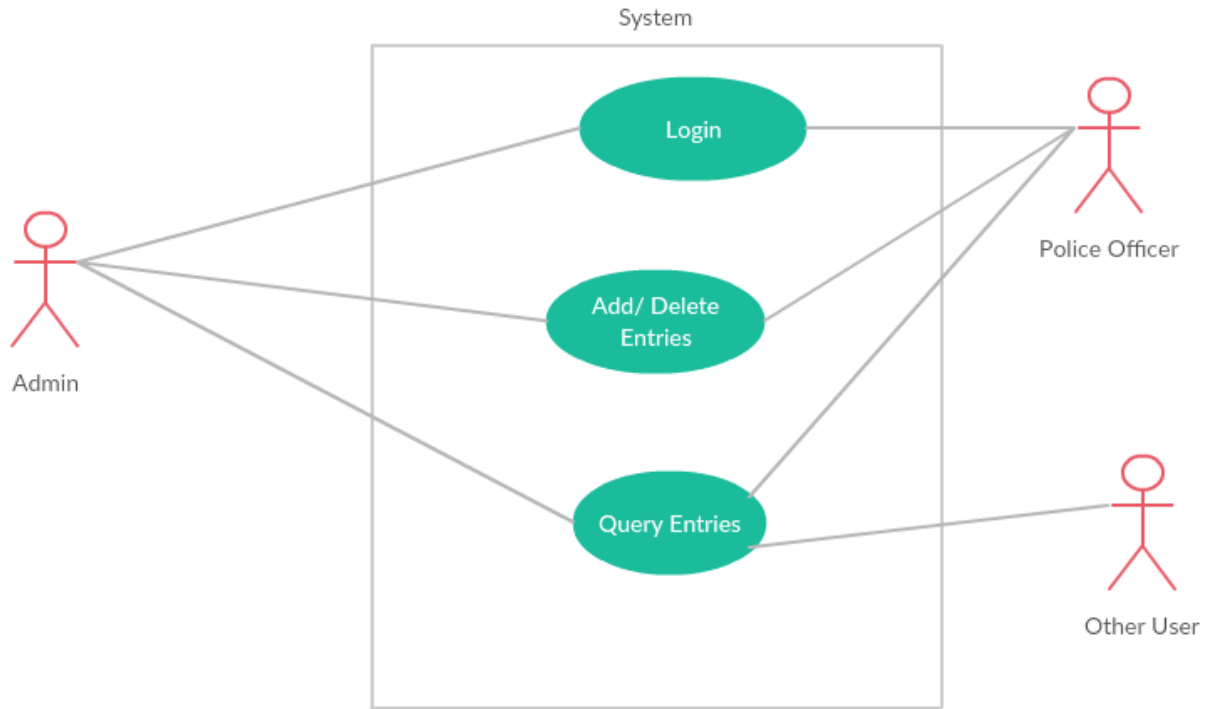 System
Login
Police Officer
Add/ Delete
Entries
Admin
Query Entries
Other User